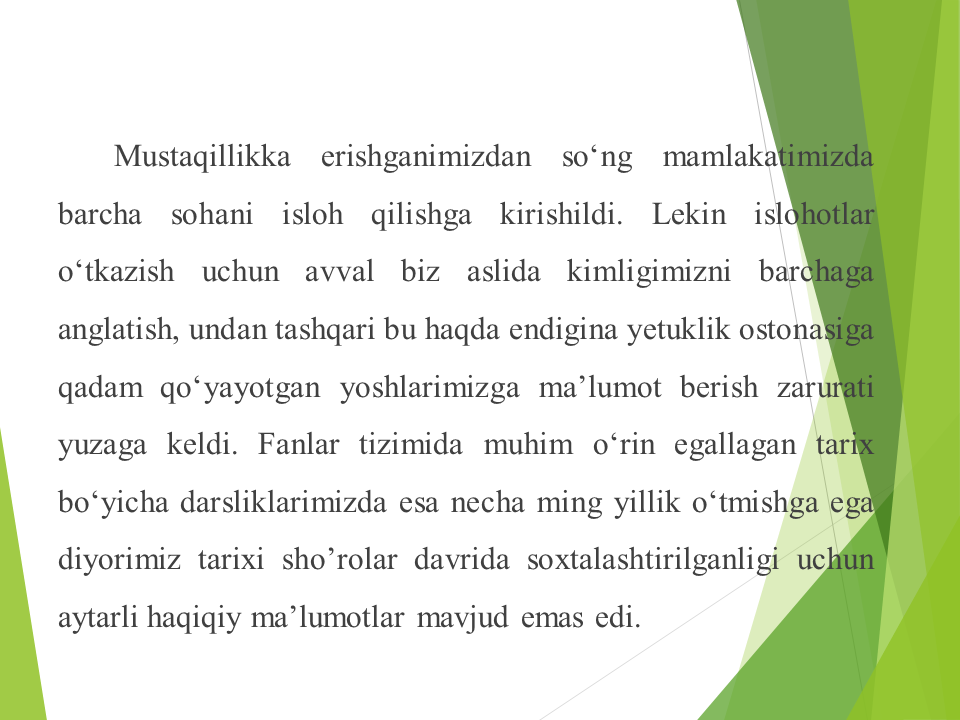 Mustaqillikka erishganimizdan so‘ng mamlakatimizda
barcha sohani isloh qilishga kirishildi. Lekin islohotlar
o‘tkazish uchun avval biz aslida kimligimizni barchaga
anglatish, undan tashqari bu haqda endigina yetuklik ostonasiga
qadam qo‘yayotgan yoshlarimizga ma’lumot berish zarurati
yuzaga keldi. Fanlar tizimida muhim o‘rin egallagan tarix
bo‘yicha darsliklarimizda esa necha ming yillik o‘tmishga ega
diyorimiz tarixi sho’rolar davrida soxtalashtirilganligi uchun
aytarli haqiqiy ma’lumotlar mavjud emas edi.